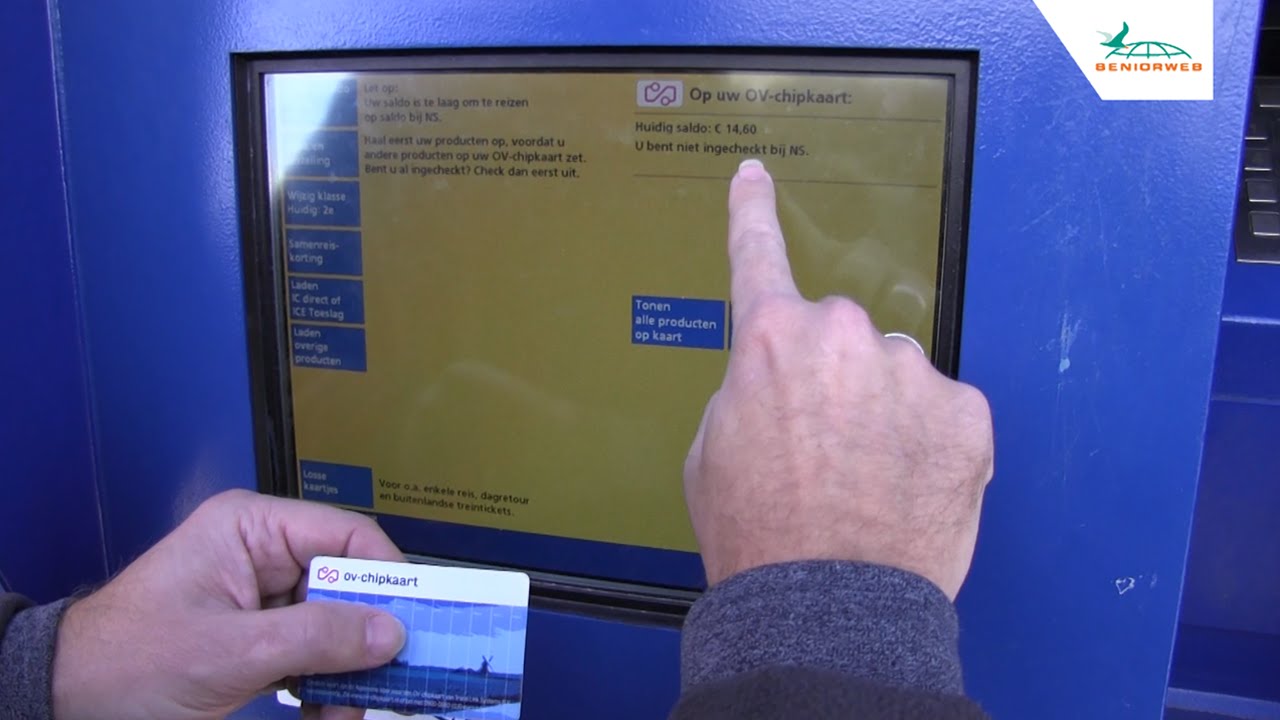 BENIORWEB
Let op:
Uw saldo is te laag om te reizen
op saldo bij NS.
Haal eerst uw producten op, voordat u
andere producten op uw OV-chipkaart zet.
Bent u al ingecheckt? Check dan eerst uit.
Op uw OV-chipkaart:
Huidig saldo: € 14,60
U bent niet ingecheckt bij NS.
Wijzig klasse
Huidig: 2e
Samenreis-
korting
Laden
IC direct of
ICE Toeslag
Laden
overige
producten
Tonen
alle producten
op kaart
Losse
kaartjes
Voor o.a. enkele reis, dagretour
en buitenlandse treintickets.
ov-chipkaart